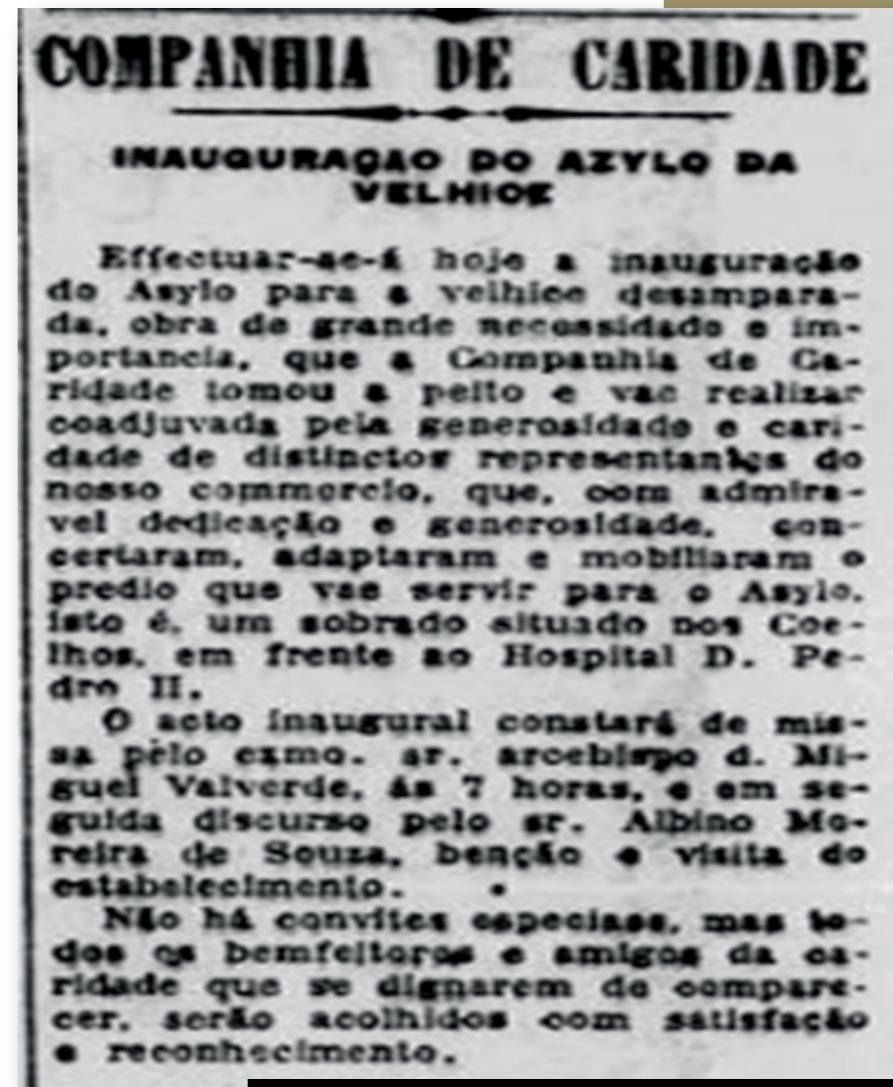 COMPANHIA DE CARIDADE
INAUGURAÇAO DO AZYLO DA
VELHICE
Effectuar-se-á hoje a inauguração
do Asylo para a velhice desampara-
da, obra de grande necessidade e im-
portancia, que a Companhia de Ca-
ridade tomou a peito e vae realizar
coadjuvada pela generosidade e cari-
dade de distinctos representantes do
nosso commercio, que, com admira-
vel dedicação e generosidade, con-
certaram, adaptaram e mobiliaram o
predio que vae servir para o Asylo,
isto é, um sobrado situado nos Coe-
lhos, em frente ao Hospital D. Pe-
dro II.
O acto inaugural constará de mis-
sa pelo exmo. sr. arcebispo d. Mi-
guel Valverde, ás 7 horas, e em se-
guida discurso pelo sr. Albino Mo-
reira de Souza, benção e visita do
estabelecimento.
Não há convites especiaes, mas to-
dos os bemfeitores e amigos da ca-
ridade que se dignarem de compare-
cer, serão acolhidos com satisfação
e reconhecimento.